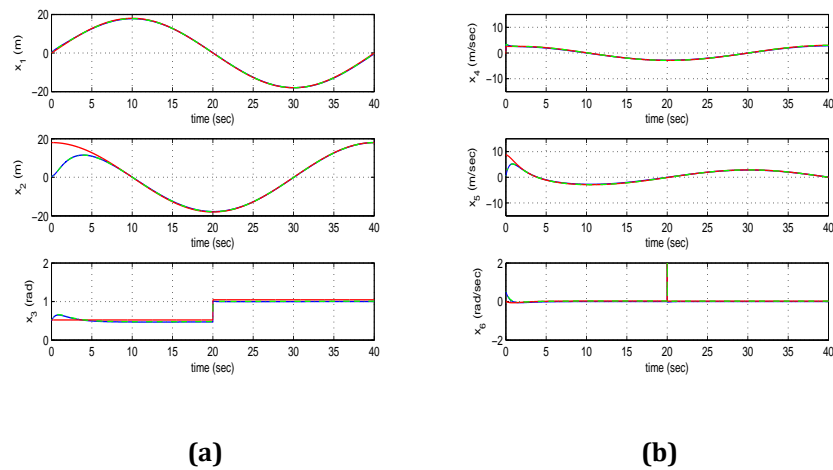 20
0
−20
x1 (m)
0 5 10 15 20 25 30 35 40
time (sec)
20
0
−20
x2 (m)
0 5 10 15 20 25 30 35 40
time (sec)
2
1
0
x3 (rad)
0 5 10 15 20 25 30 35 40
time (sec)
(a)
10
0
−10
x4 (m/sec)
0 5 10 15 20 25 30 35 40
time (sec)
10
0
−10
x5 (m/sec)
0 5 10 15 20 25 30 35 40
time (sec)
2
0
−2
x6 (rad/sec)
0 5 10 15 20 25 30 35 40
time (sec)
(b)